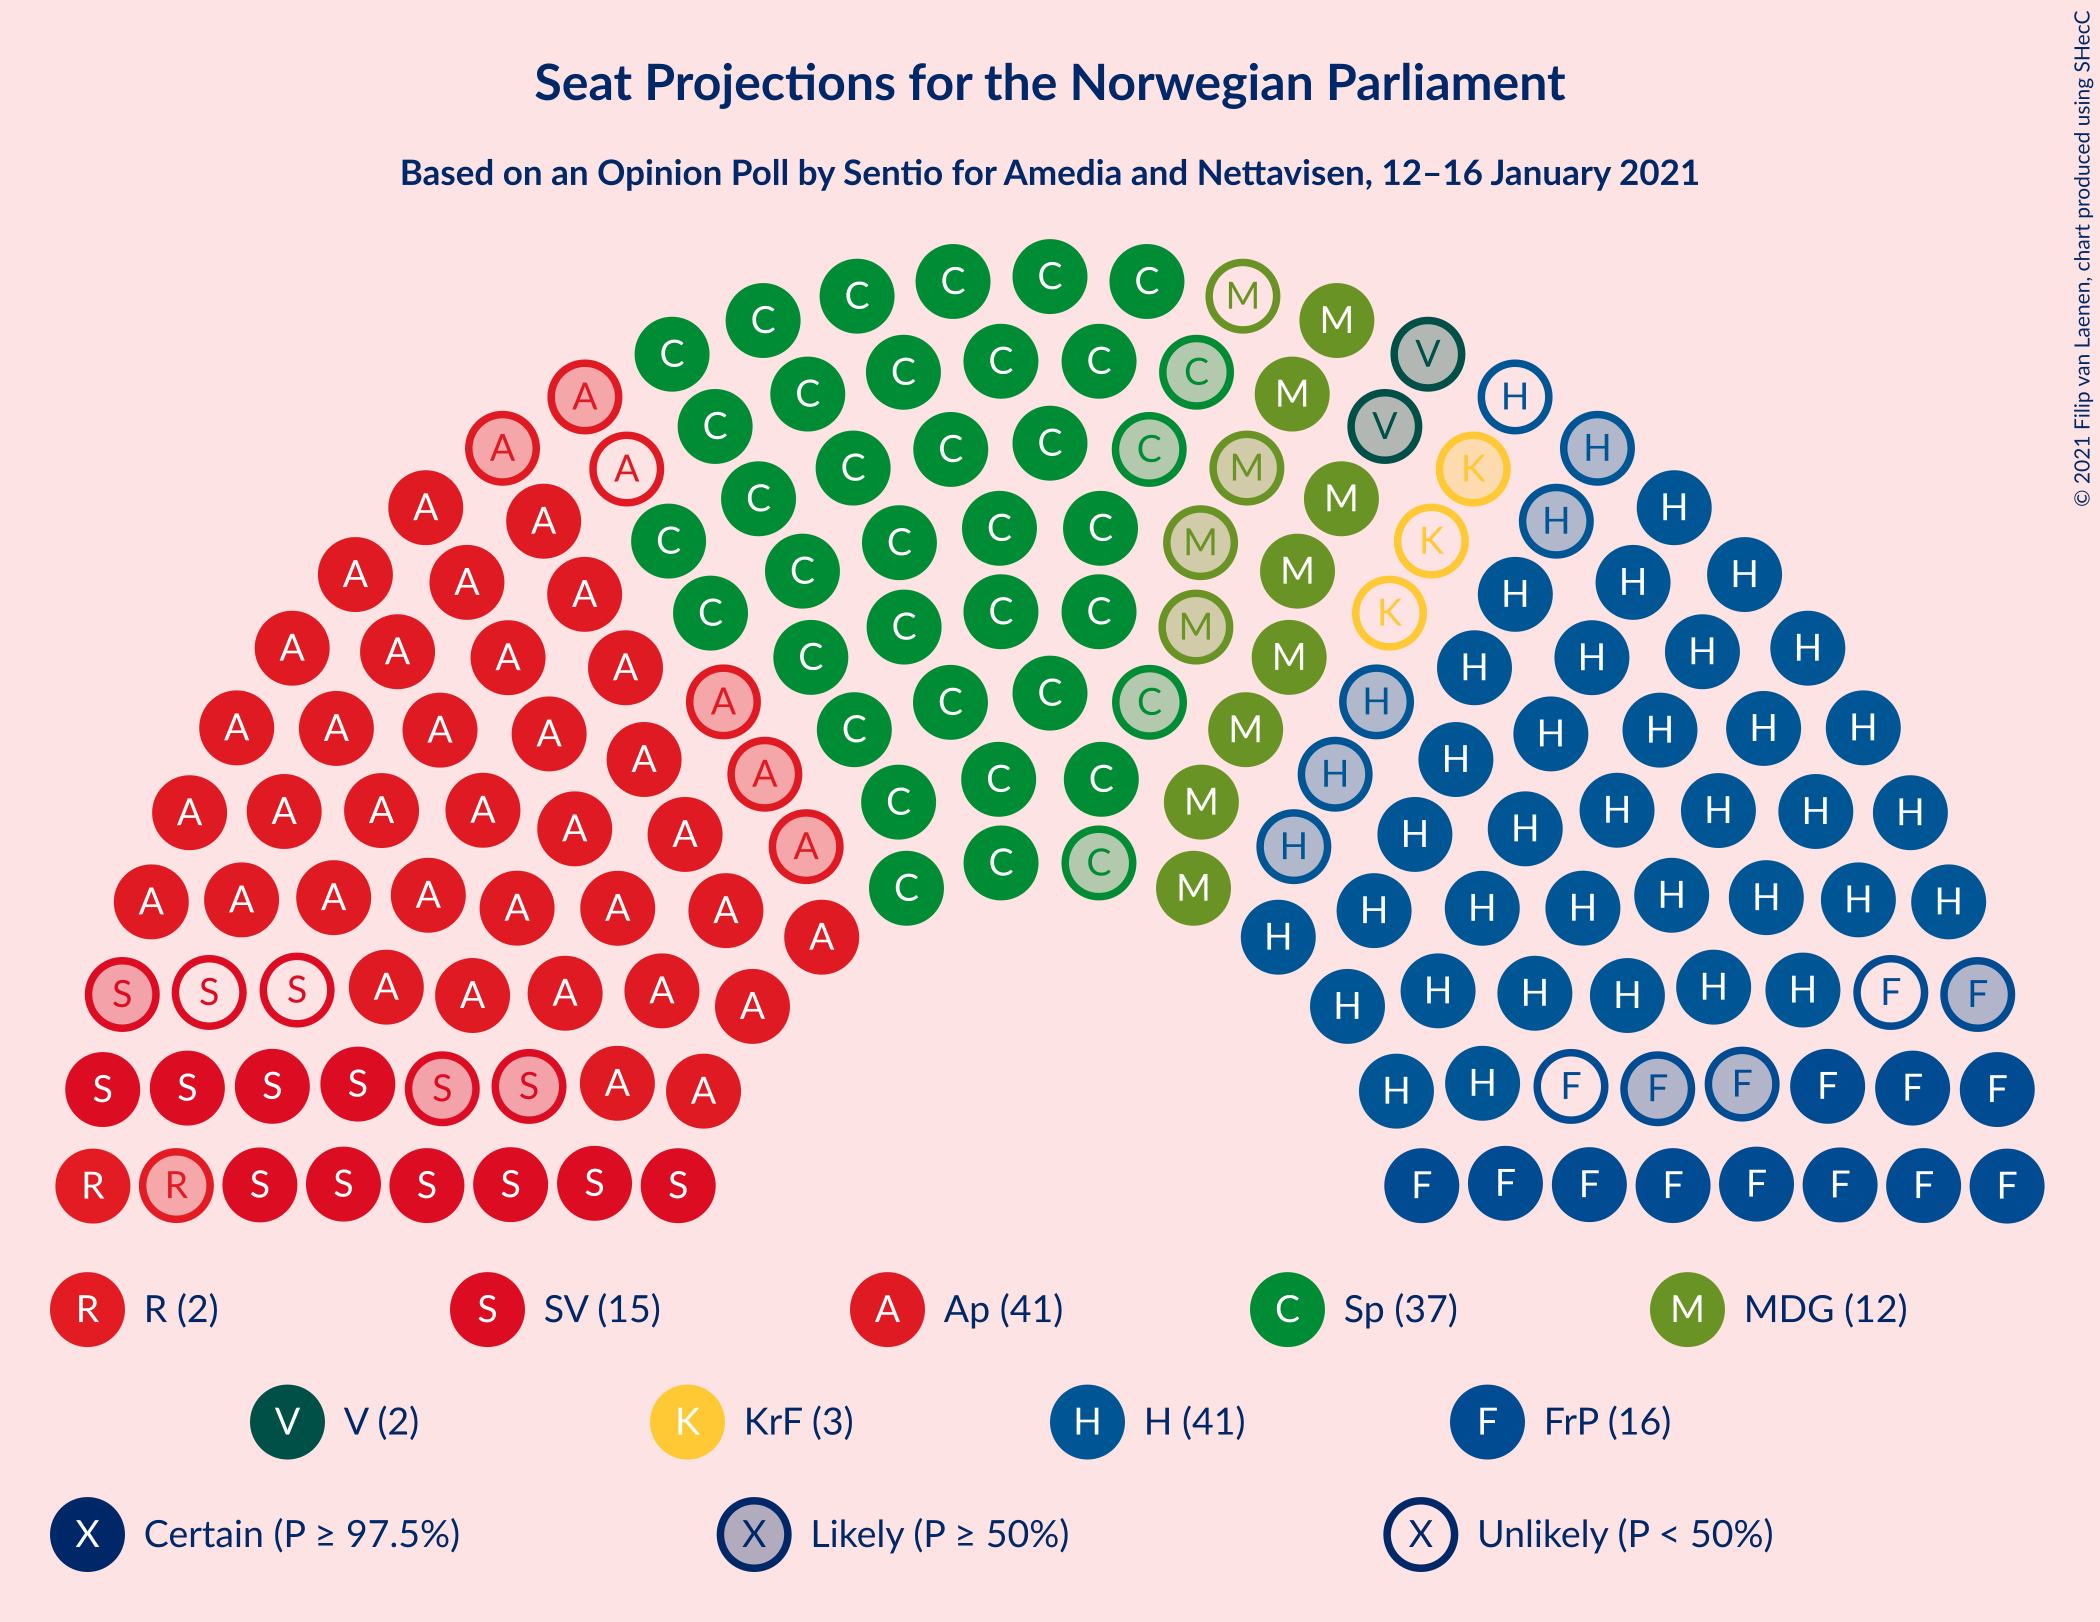 Seat Projections for the Norwegian Parliament
Based on an Opinion Poll by Sentio for Amedia and Nettavisen, 12–16 January 2021
© 2021 Filip van Laenen, chart produced using SHecC
C C C C C C C M M V
A C C C C C C M V H
A A C C C C C M M K H
A A C C C C C M M K H H
A A A C C C C C M M K H H H
A A A A C C C C C M M H H H H
A A A A A C C C C M H H H H H
A A A A A A C C C M H H H H H H
A A A A A A A C C C M H H H H H H H
A A A A A A A A H H H H H H H H
S S S A A A A A H H H H H H F F
S S S S S S A A H H F F F F F F
R R S S S S S S F F F F F F F F
R R (2) S SV (15) A Ap (41) C Sp (37) M MDG (12)
V V (2) K KrF (3) H H (41) F FrP (16)
X Certain (P ≥ 97.5%) X Likely (P ≥ 50%) X Unlikely (P < 50%)